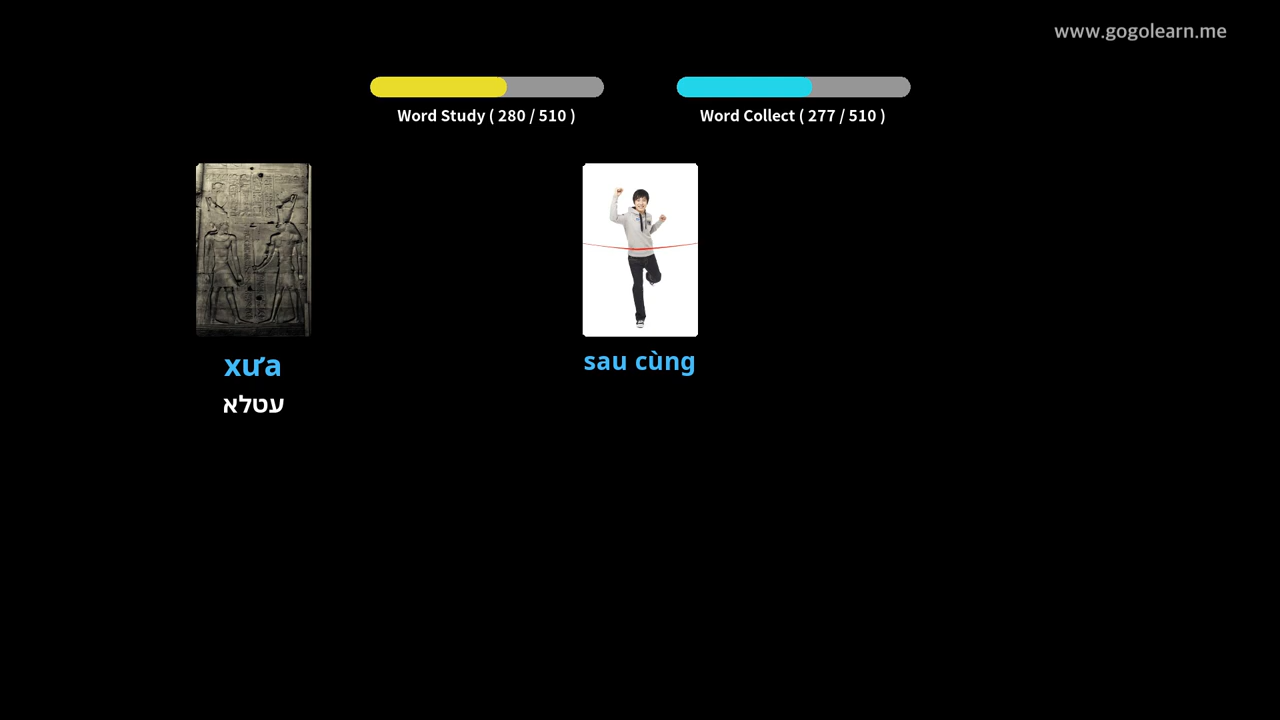 www.gogolearn.me
Word Study ( 280 / 510 )
Word Collect ( 277 / 510 )
xưa
עטלא
sau cùng